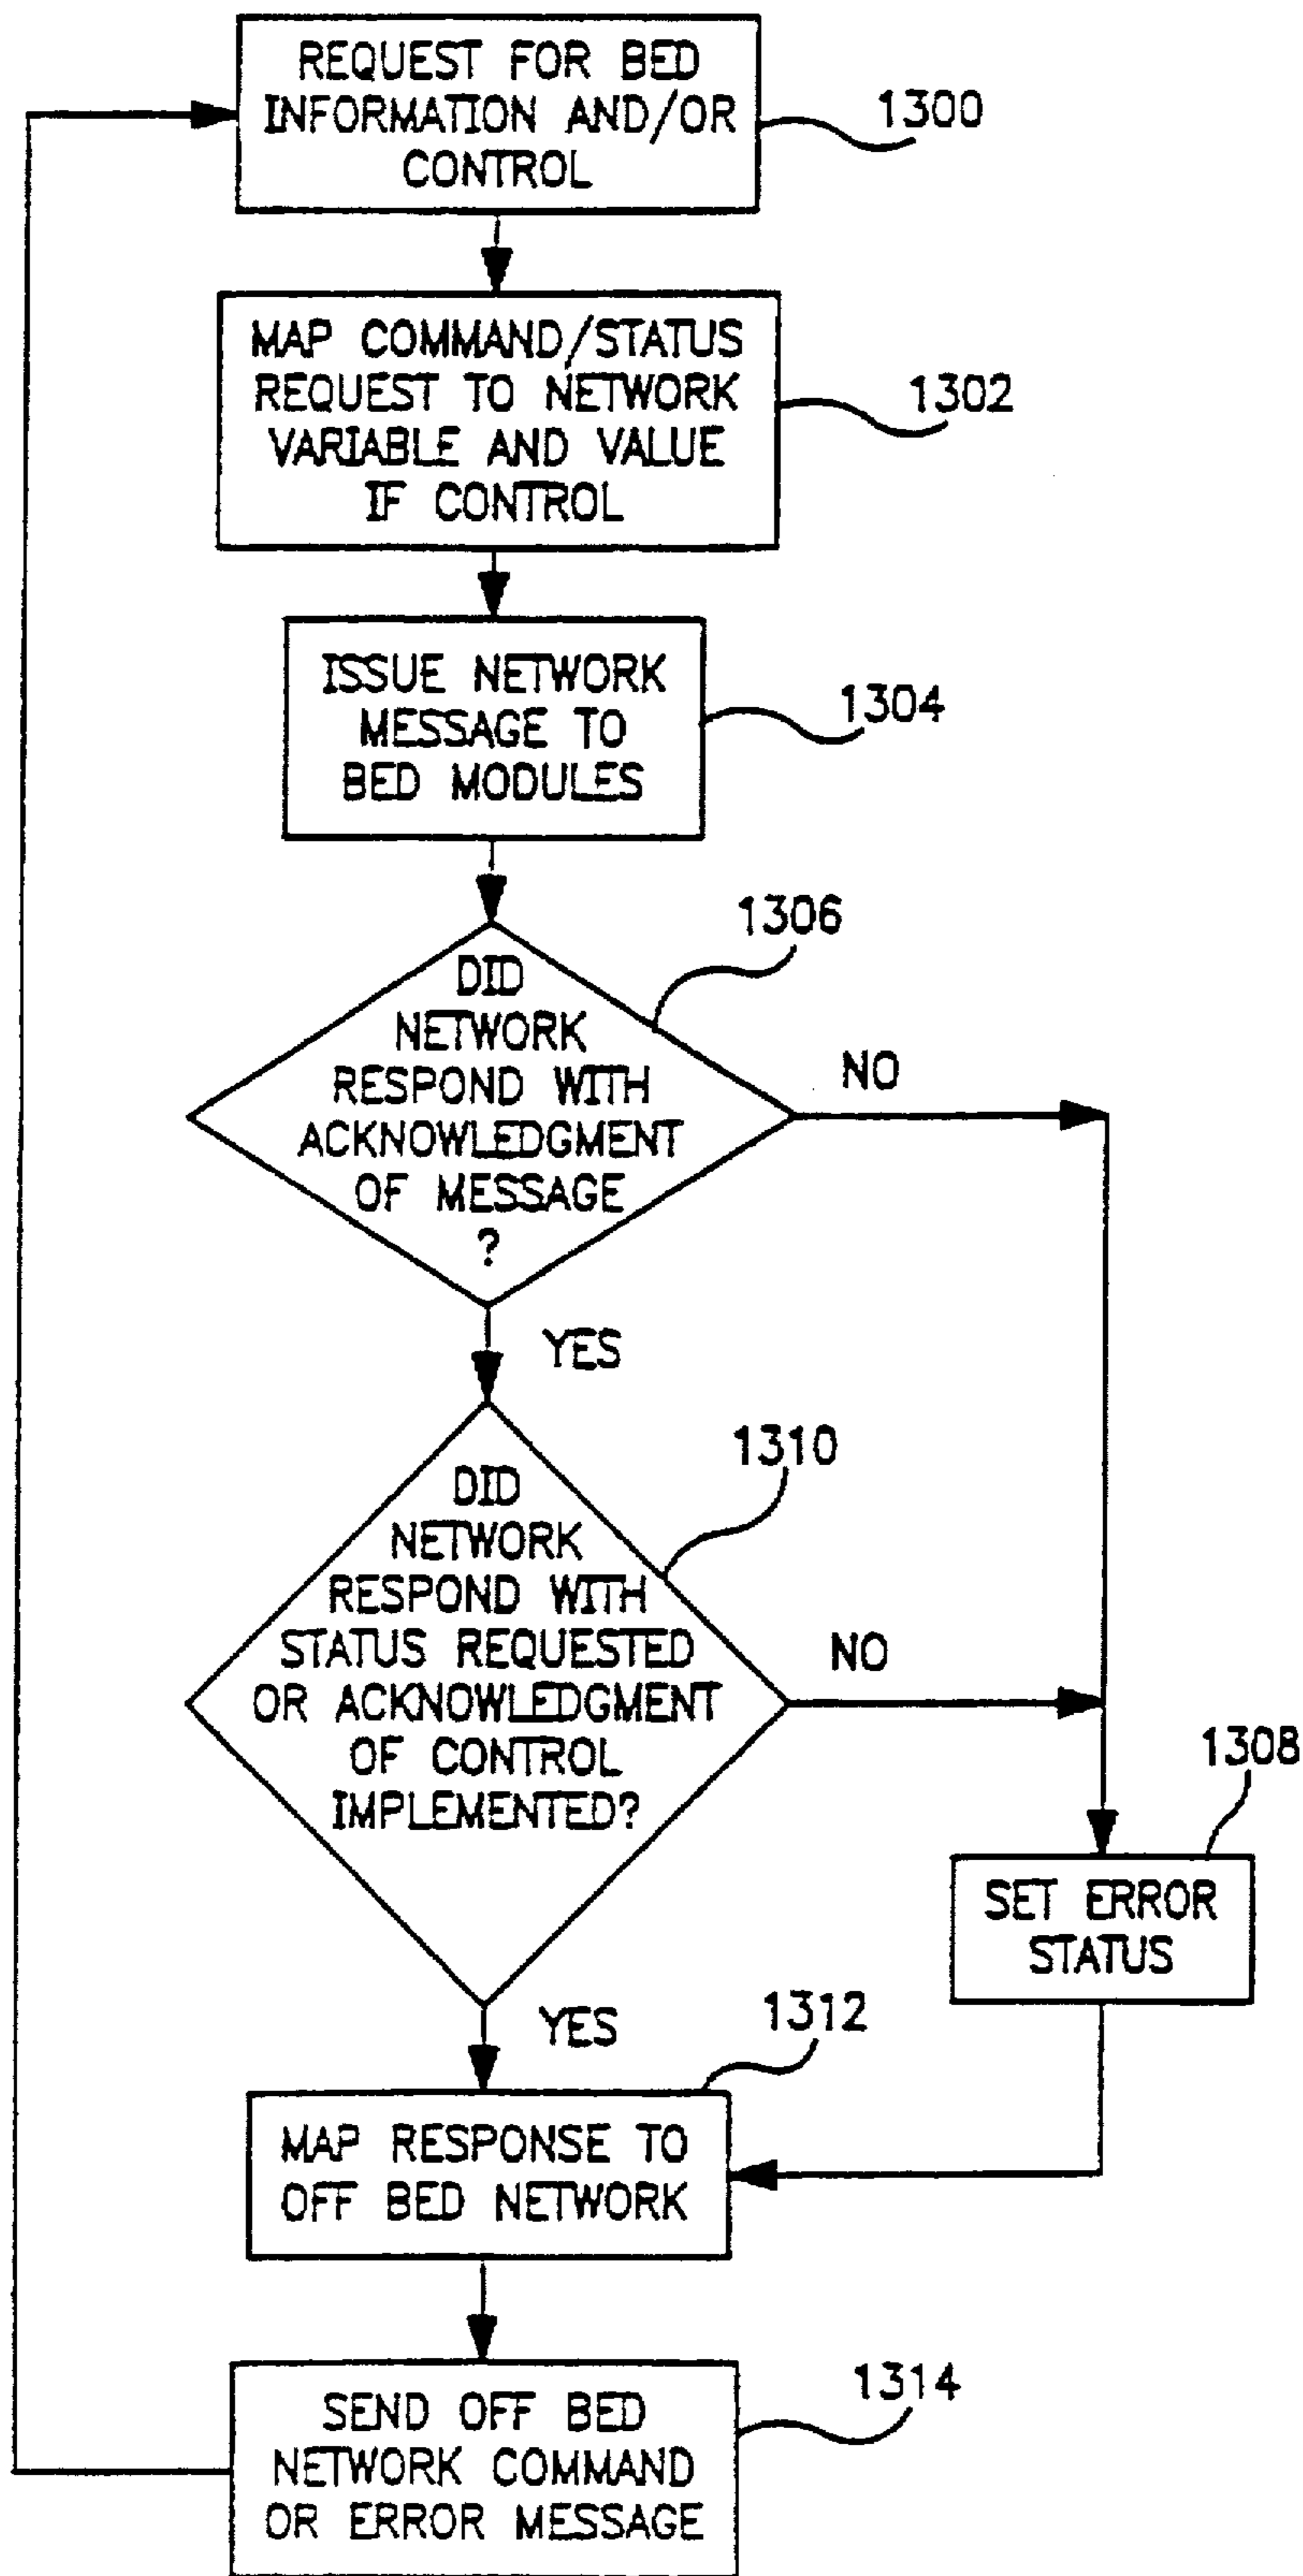 REQUEST FOR BED
INFORMATION AND/OR
CONTROL
1300
MAP COMMAND/STATUS
REQUEST TO NETWORK
VARIABLE AND VALUE
IF CONTROL
1302
ISSUE NETWORK
MESSAGE TO
BED MODULES
1304
1306
DID
NETWORK
RESPOND WITH
ACKNOWLEDGMENT
OF MESSAGE
?
NO
YES
1310
DID
NETWORK
RESPOND WITH
STATUS REQUESTED
OR ACKNOWLEDGMENT
OF CONTROL
IMPLEMENTED?
NO
1308
SET ERROR
STATUS
YES
1312
MAP RESPONSE TO
OFF BED NETWORK
1314
SEND OFF BED
NETWORK COMMAND
OR ERROR MESSAGE